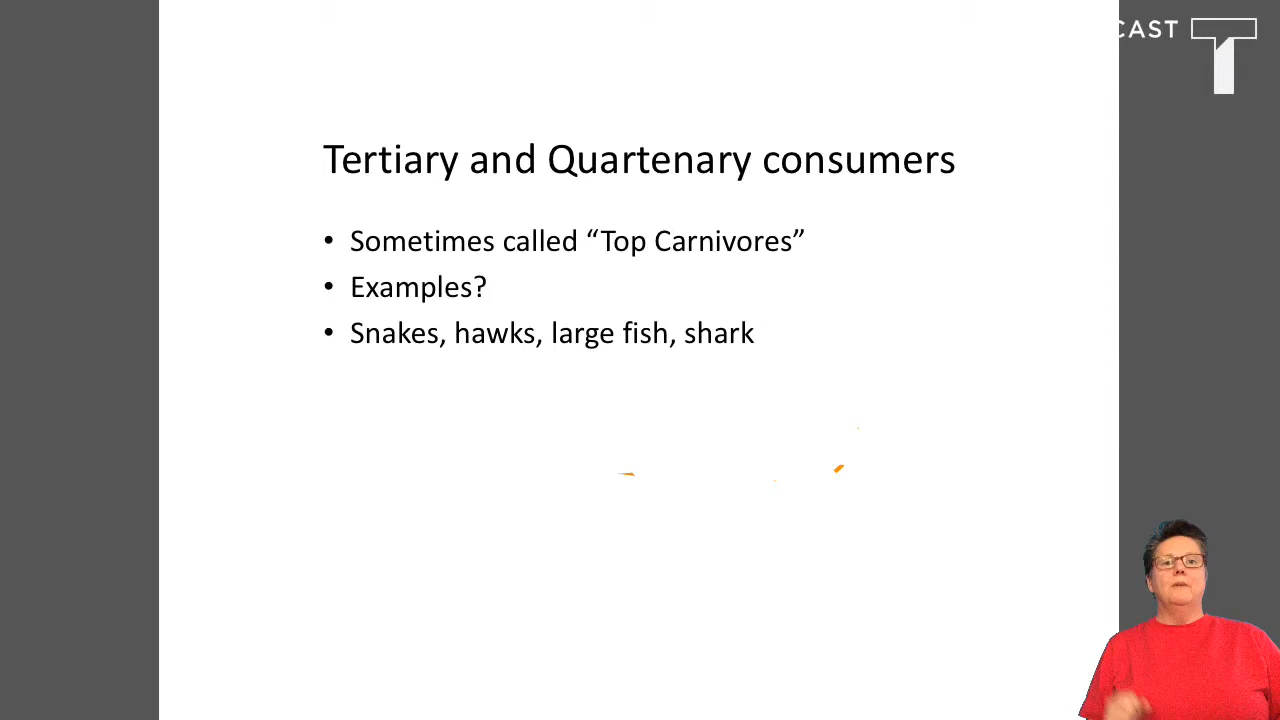 CAST
Tertiary and Quartenary consumers
• Sometimes called “Top Carnivores”
• Examples?
• Snakes, hawks, large fish, shark